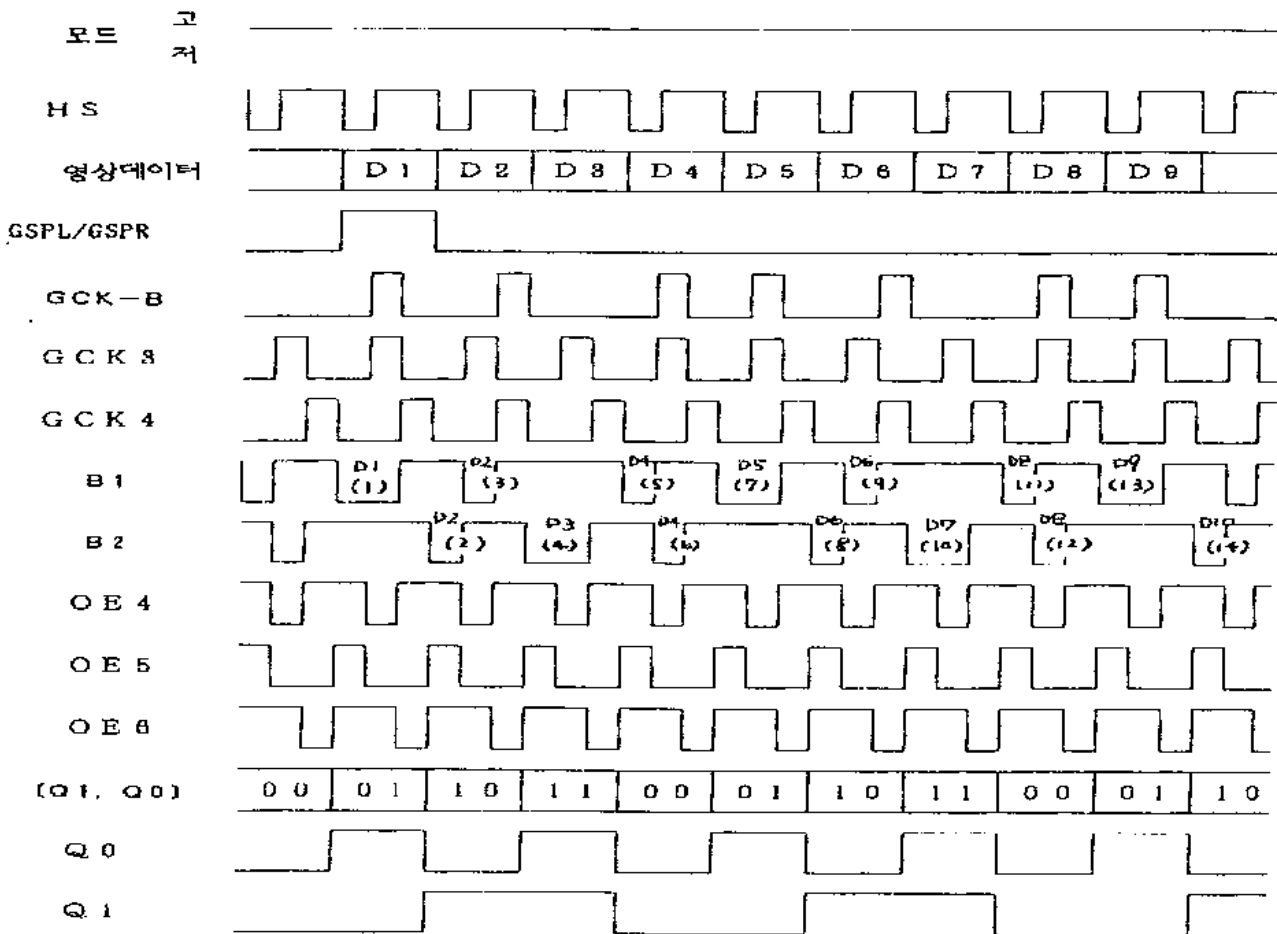 모드 고
저
HS
영상데이터 D1 D2 D3 D4 D5 D6 D7 D8 D9
GSPL/GSPR
GCK-B
GCK3
GCK4
B1 D1 D2 D4 D5 D6 D8 D9
(1) (3) (5) (7) (9) (11) (13)
B2 D2 D3 D4 D6 D7 D8 D10
(2) (4) (6) (8) (10) (12) (14)
OE4
OE5
OE6
(Q1, Q0) 00 01 10 11 00 01 10 11 00 01 10
Q0
Q1